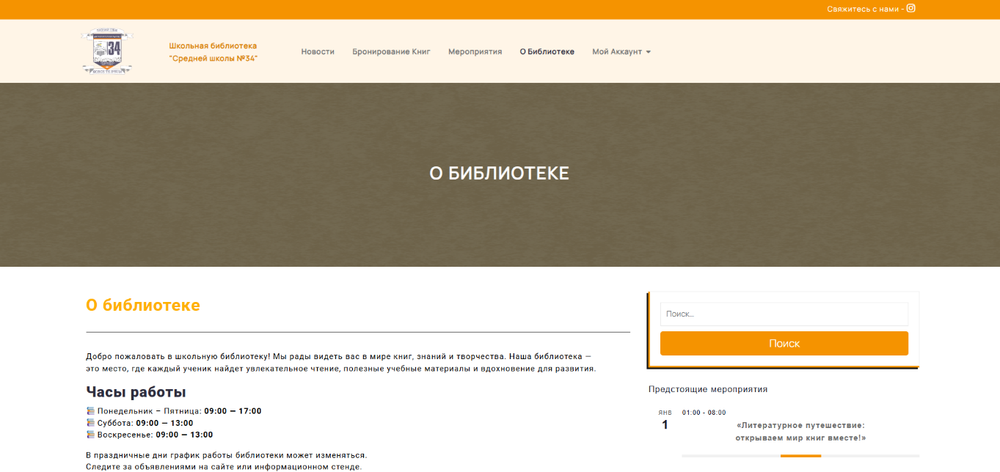 Свяжитесь с нами -
34
Школьная библиотека
"Средней школы №34"
Новости
Бронирование Книг
Мероприятия
О Библиотеке
Мой Аккаунт
О БИБЛИОТЕКЕ
О библиотеке
Добро пожаловать в школьную библиотеку! Мы рады видеть вас в мире книг, знаний и творчества. Наша библиотека —
это место, где каждый ученик найдет увлекательное чтение, полезные учебные материалы и вдохновение для развития.
Часы работы
Понедельник – Пятница: 09:00 — 17:00
Суббота: 09:00 — 13:00
Воскресенье: 09:00 — 13:00
В праздничные дни график работы библиотеки может изменяться.
Следите за объявлениями на сайте или информационном стенде.
Поиск...
Поиск
Предстоящие мероприятия
ЯНВ
1
01:00 - 08:00
«Литературное путешествие:
открываем мир книг вместе!»